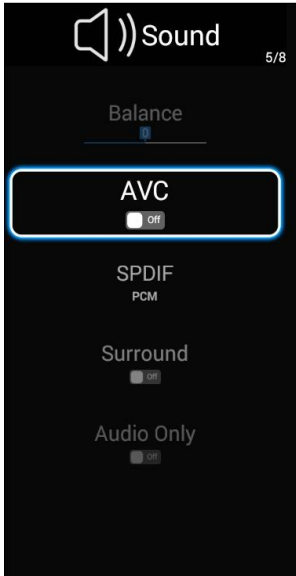 Sound
5/8
Balance
0
AVC
Off
SPDIF
PCM
Surround
Off
Audio Only
Off